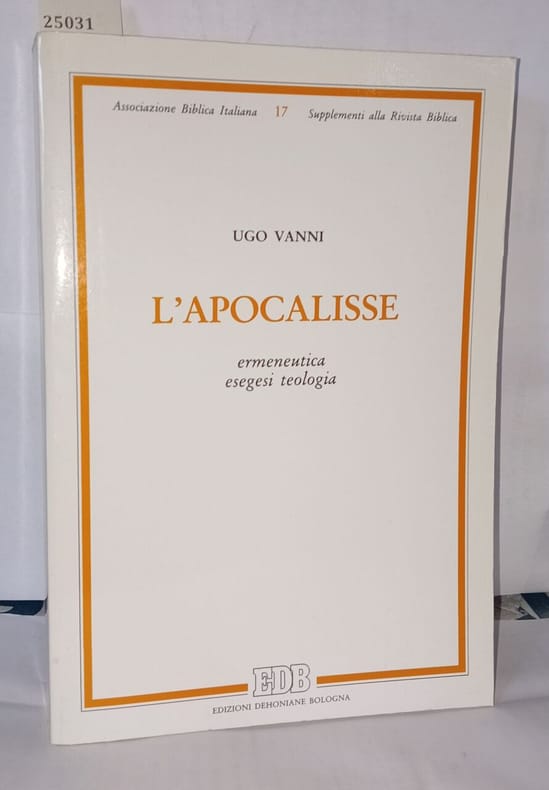 25031
Associazione Biblica Italiana 17 Supplementi alla Rivista Biblica
UGO VANNI
L'APOCALISSE
ermeneutica
esegesi teologia
EDB
EDIZIONI DEHONIANE BOLOGNA